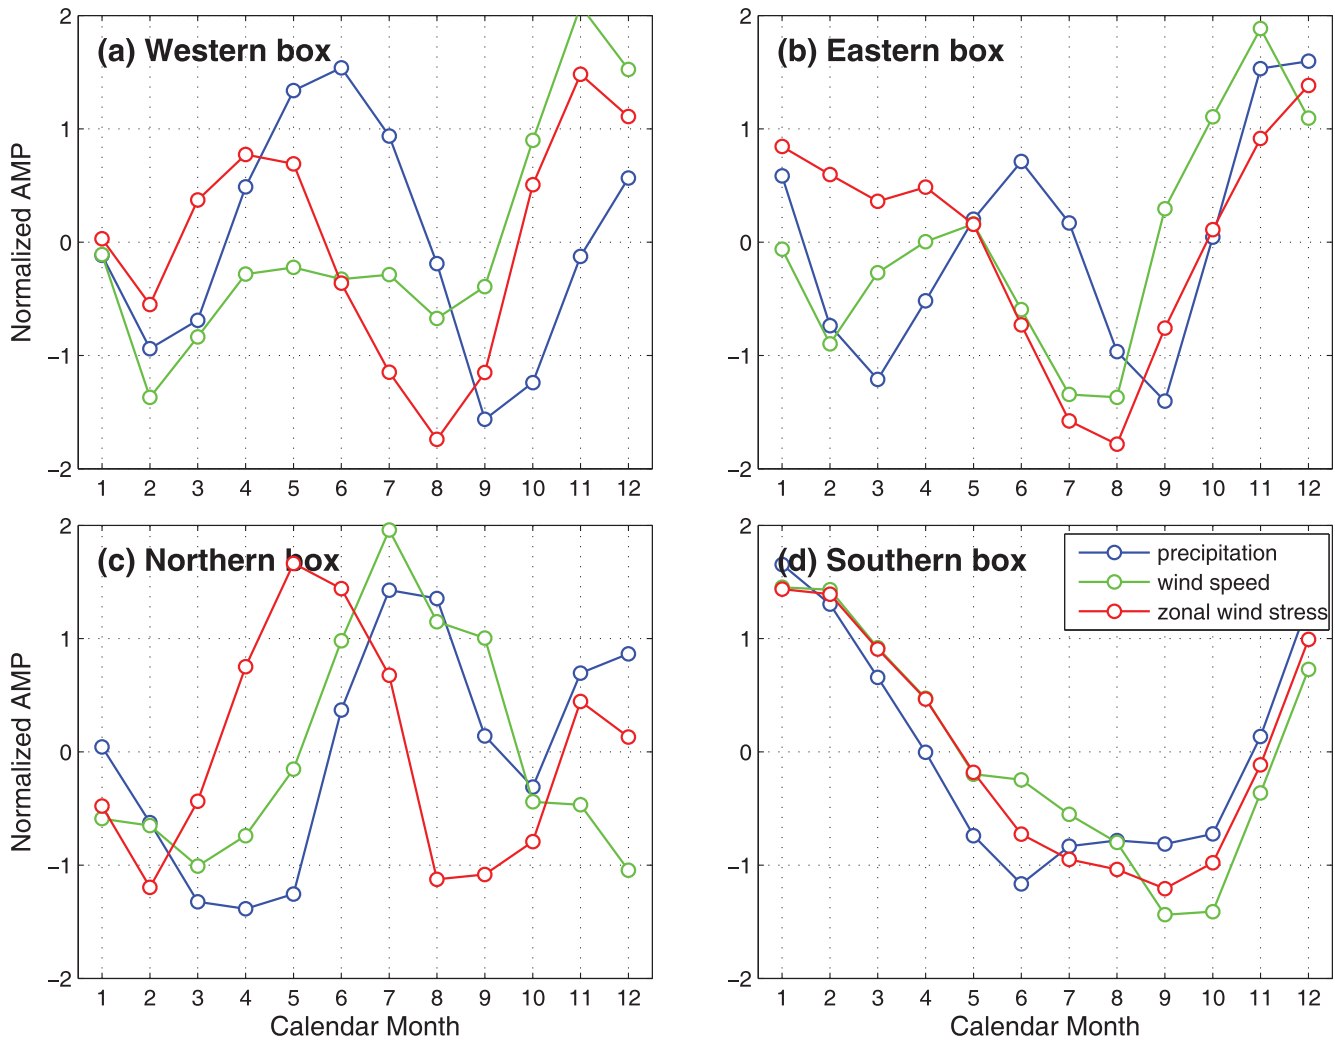 (a) Western box
Normalized AMP
2
1
0
−1
−2
1 2 3 4 5 6 7 8 9 10 11 12
(b) Eastern box
2
1
0
−1
−2
1 2 3 4 5 6 7 8 9 10 11 12
(c) Northern box
Normalized AMP
2
1
0
−1
−2
1 2 3 4 5 6 7 8 9 10 11 12
Calendar Month
(d) Southern box
precipitation
wind speed
zonal wind stress
2
1
0
−1
−2
1 2 3 4 5 6 7 8 9 10 11 12
Calendar Month